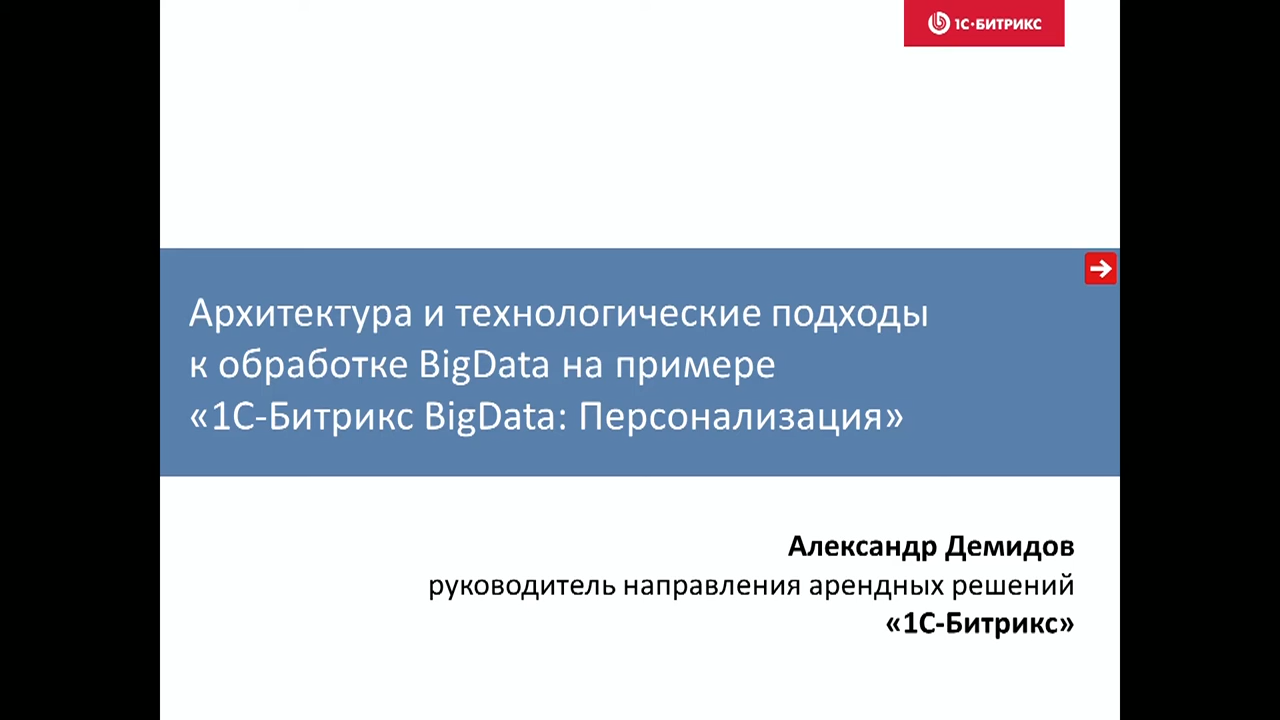 1С·БИТРИКС
Архитектура и технологические подходы
к обработке BigData на примере
«1С-Битрикс BigData: Персонализация»
Александр Демидов
руководитель направления арендных решений
«1С-Битрикс»